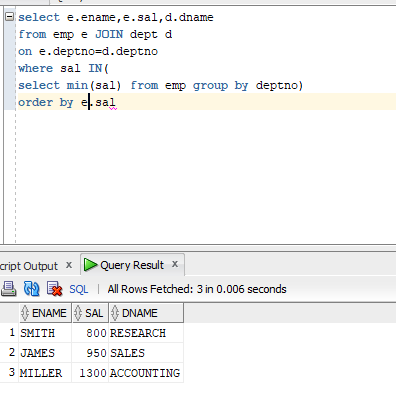 select e.ename,e.sal,d.dname
from emp e JOIN dept d
on e.deptno=d.deptno
where sal IN(
select min(sal) from emp group by deptno)
order by e.sal
cript Output x Query Result x
SQL | All Rows Fetched: 3 in 0.006 seconds
ENAME SAL DNAME
1 SMITH 800 RESEARCH
2 JAMES 950 SALES
3 MILLER 1300 ACCOUNTING